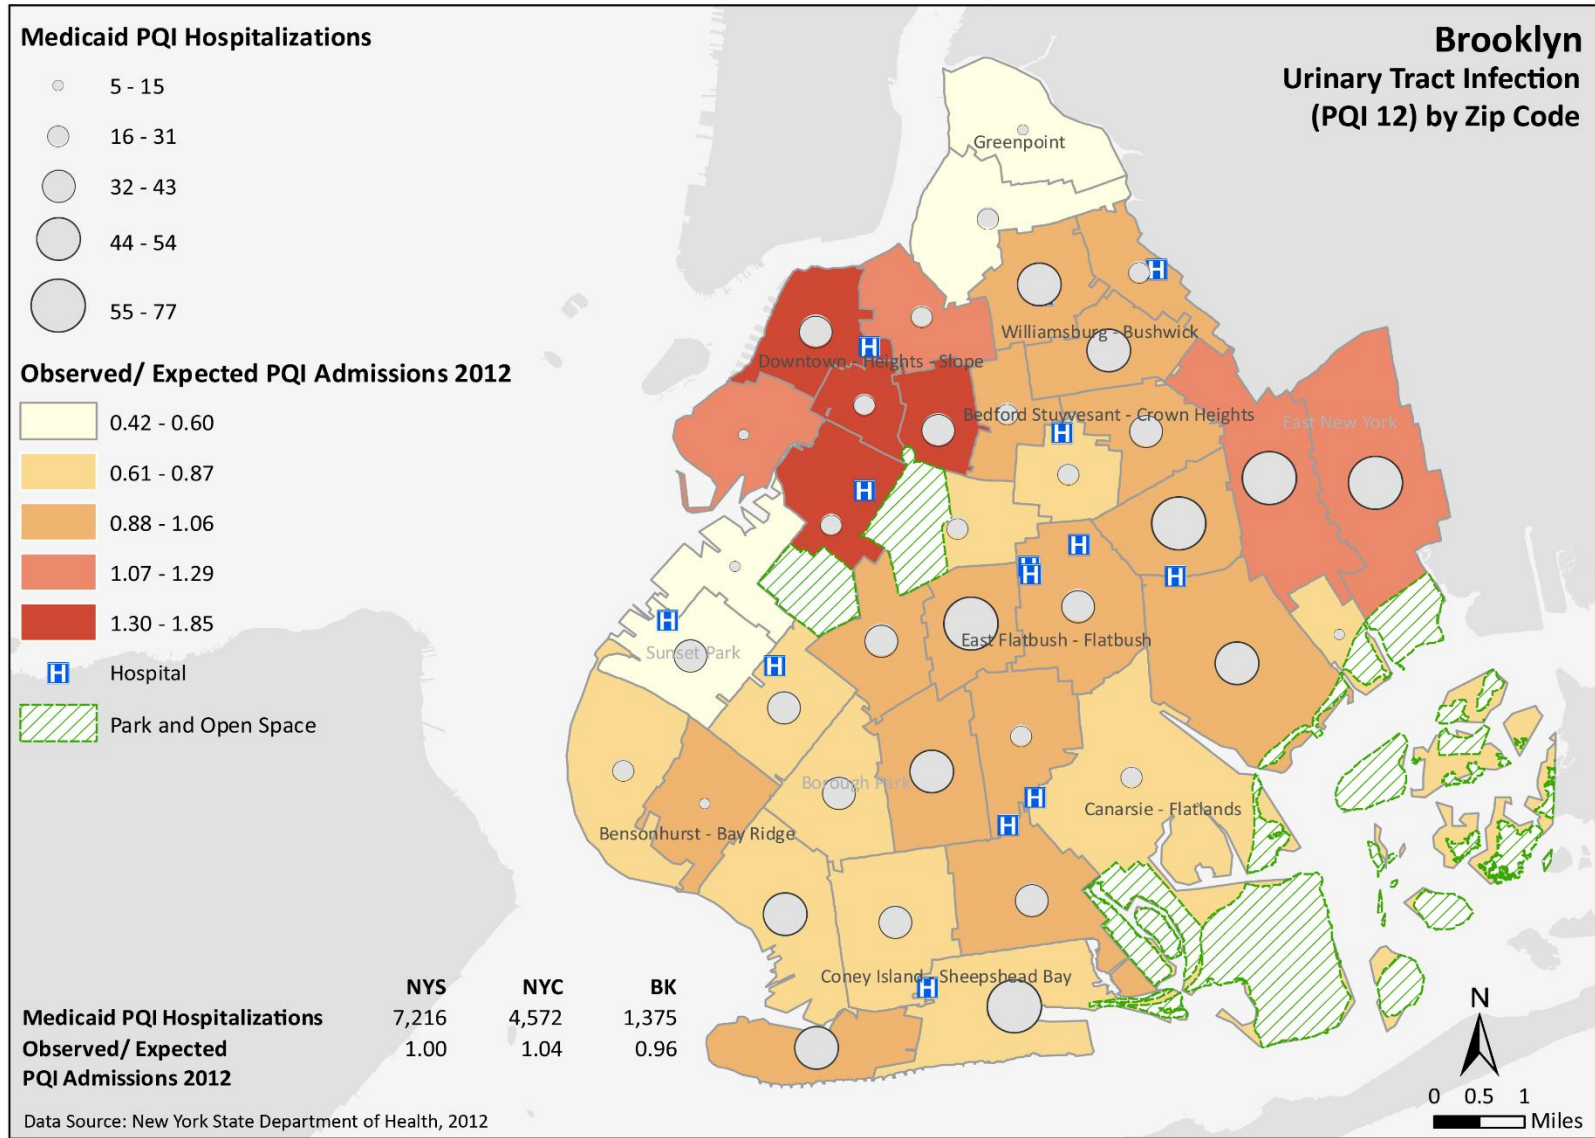 Brooklyn
Urinary Tract Infection
(PQI 12) by Zip Code
Medicaid PQI Hospitalizations
5 - 15
16 - 31
32 - 43
44 - 54
55 - 77
Observed/ Expected PQI Admissions 2012
0.42 - 0.60
0.61 - 0.87
0.88 - 1.06
1.07 - 1.29
1.30 - 1.85
H Hospital
Park and Open Space
Greenpoint
H
Williamsburg - Bushwick
H
Downtown - Heights - Slope
Bedford Stuyvesant - Crown Heights
East New York
H
H
H
H
H
H
East Flatbush - Flatbush
H
Sunset Park
H
Borough Park
H
Canarsie - Flatlands
H
Bensonhurst - Bay Ridge
Coney Island - Sheepshead Bay
H
NYS NYC BK
Medicaid PQI Hospitalizations 7,216 4,572 1,375
Observed/ Expected 1.00 1.04 0.96
PQI Admissions 2012
Data Source: New York State Department of Health, 2012
N
0 0.5 1
Miles